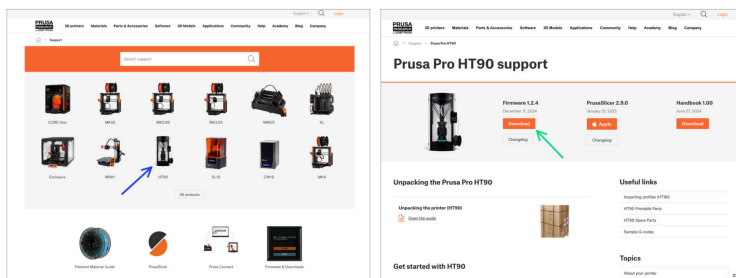 English
Login
PRUSA
RESEARCH
3D printers Materials Parts & Accessories Software 3D Models Applications Community Help Academy Blog Company
Support
Search support
CORE One MK4S MK3.9S MK3.5S MMU3 XL
Enclosure MINI+ HT90 SL1S CW1S MK4
All products
Filament Material Guide PrusaSlicer Prusa Connect Firmware & Downloads
English
Login
PRUSA
RESEARCH
3D printers Materials Parts & Accessories Software 3D Models Applications Community Help Academy Blog Company
Support Prusa Pro HT90
Prusa Pro HT90 support
Firmware 1.2.4 PrusaSlicer 2.9.0 Handbook 1.00
December 11, 2024 January 31, 2025 June 27, 2024
Download Apple Download
Changelog Changelog
Unpacking the Prusa Pro HT90
Unpacking the printer (HT90)
Open the guide
Get started with HT90
Useful links
Importing profiles (HT90)
HT90 Printable Parts
HT90 Spare Parts
Sample G-codes
Topics
About your printer